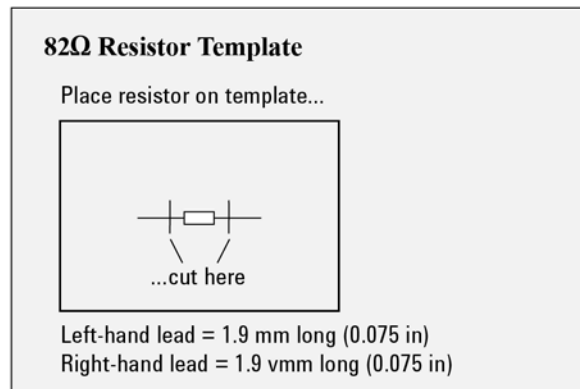 82Ω Resistor Template
Place resistor on template...
...cut here
Left-hand lead = 1.9 mm long (0.075 in)
Right-hand lead = 1.9 vmm long (0.075 in)